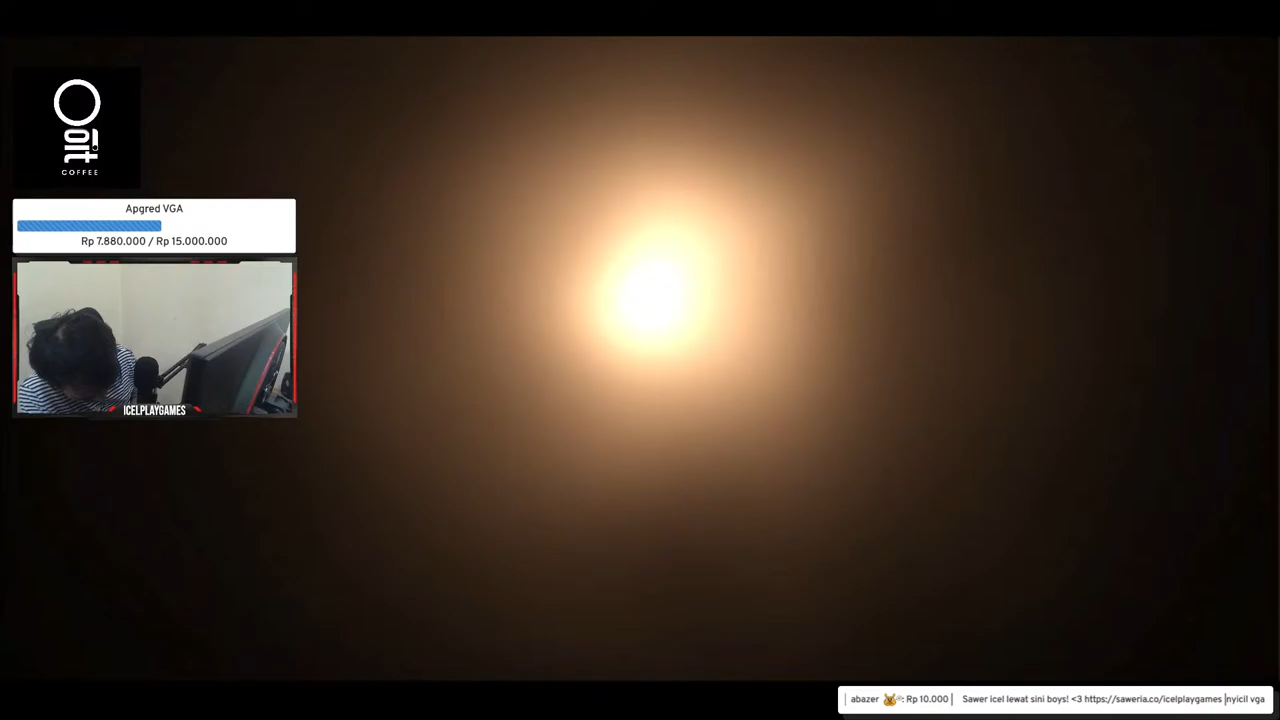 Ooit
COFFEE
Apgred VGA
Rp 7.880.000 / Rp 15.000.000
ICELPLAYGAMES
abazer : Rp 10.000 | Sawer icel lewat sini boys! <3 https://saweria.co/icelplaygames |nyicil vga